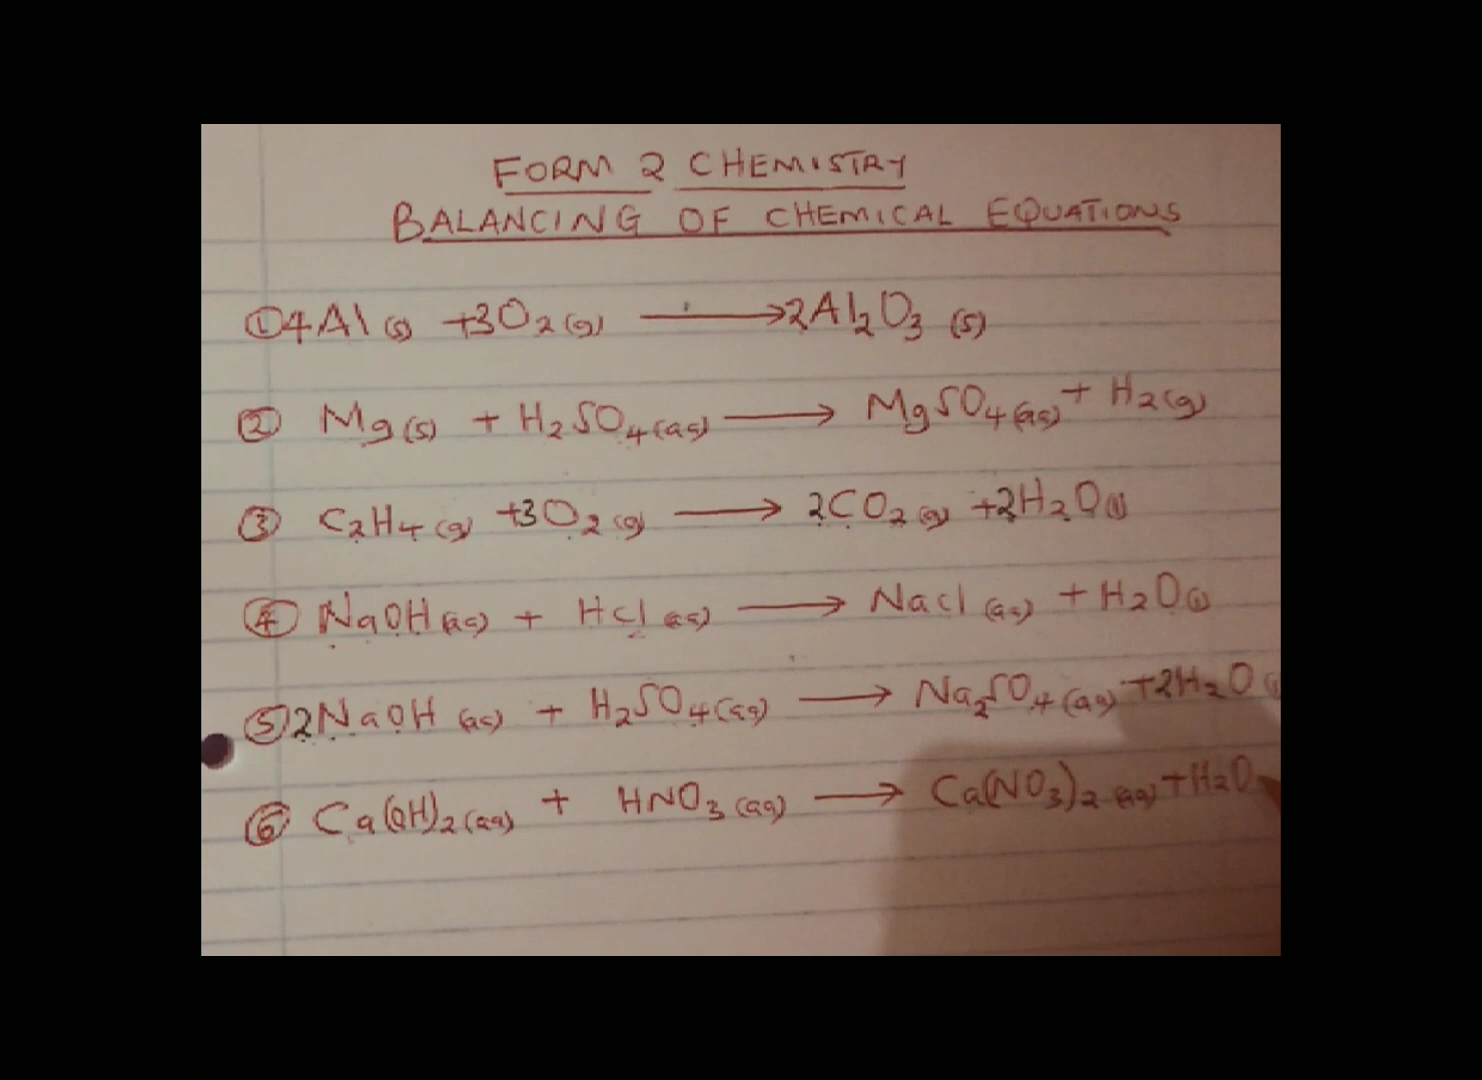 FORM 2 CHEMISTRY
BALANCING OF CHEMICAL EQUATIONS
① 4Al (s) + 3O2 (g) → 2Al2O3 (s)
② Mg (s) + H2SO4 (aq) → MgSO4 (aq) + H2 (g)
③ C2H4 (g) + 3O2 (g) → 2CO2 (g) + 2H2O (l)
④ NaOH (aq) + HCl (aq) → NaCl (aq) + H2O (l)
⑤ 2NaOH (aq) + H2SO4 (aq) → Na2SO4 (aq) + 2H2O
⑥ Ca(OH)2 (aq) + HNO3 (aq) → Ca(NO3)2 (aq) + H2O